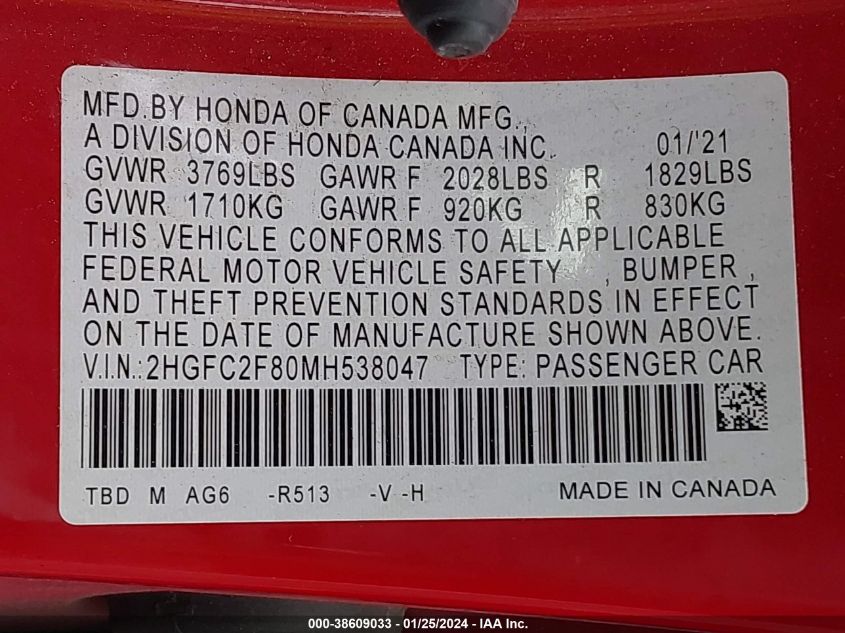 MFD.BY HONDA OF CANADA MFG.,
A DIVISION OF HONDA CANADA INC. 01/'21
GVWR 3769LBS GAWR F 2028LBS R 1829LBS
GVWR 1710KG GAWR F 920KG R 830KG
THIS VEHICLE CONFORMS TO ALL APPLICABLE
FEDERAL MOTOR VEHICLE SAFETY , BUMPER ,
AND THEFT PREVENTION STANDARDS IN EFFECT
ON THE DATE OF MANUFACTURE SHOWN ABOVE.
V.I.N.:2HGFC2F80MH538047 TYPE: PASSENGER CAR
TBD M AG6 -R513 -V -H MADE IN CANADA
000-38609033 - 01/25/2024 - IAA Inc.